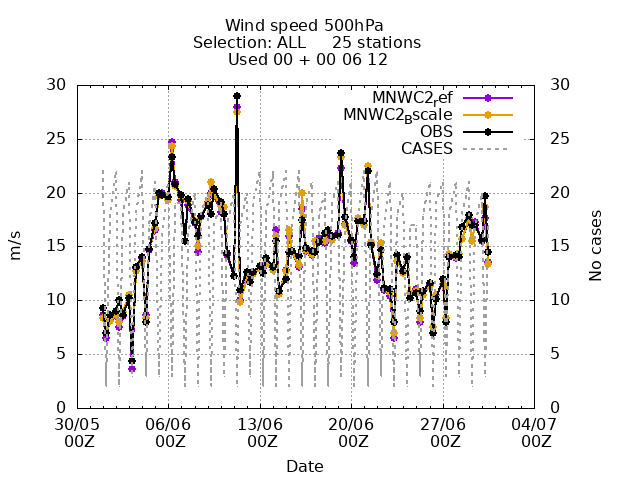 Wind speed 500hPa
Selection: ALL 25 stations
Used 00 + 00 06 12
MNWC2ref
MNWC2Bscale
OBS
CASES
30 30
25 25
20 20
15 15
10 10
5 5
0 0
m/s
No cases
30/05 06/06 13/06 20/06 27/06 04/07
00Z 00Z 00Z 00Z 00Z 00Z
Date